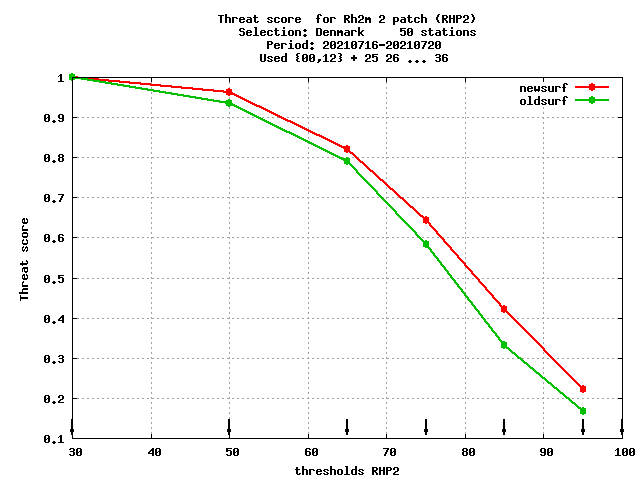 Threat score  for Rh2m 2 patch (RHP2)
Selection: Denmark     50 stations
Period: 20210716-20210720
Used {00,12} + 25 26 ... 36
newsurf
oldsurf
1
0.9
0.8
0.7
0.6
0.5
0.4
0.3
0.2
0.1
Threat score
30 40 50 60 70 80 90 100
thresholds RHP2